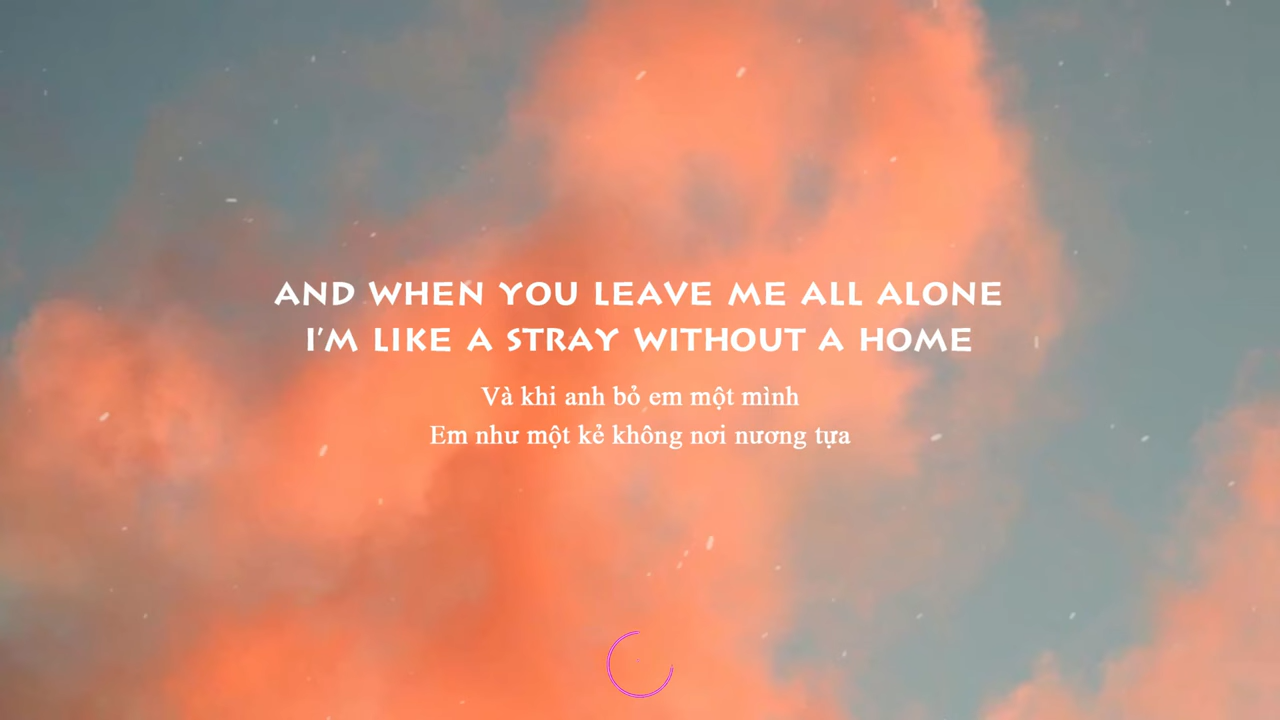 AND WHEN YOU LEAVE ME ALL ALONE
I'M LIKE A STRAY WITHOUT A HOME
Và khi anh bỏ em một mình
Em như một kẻ không nơi nương tựa